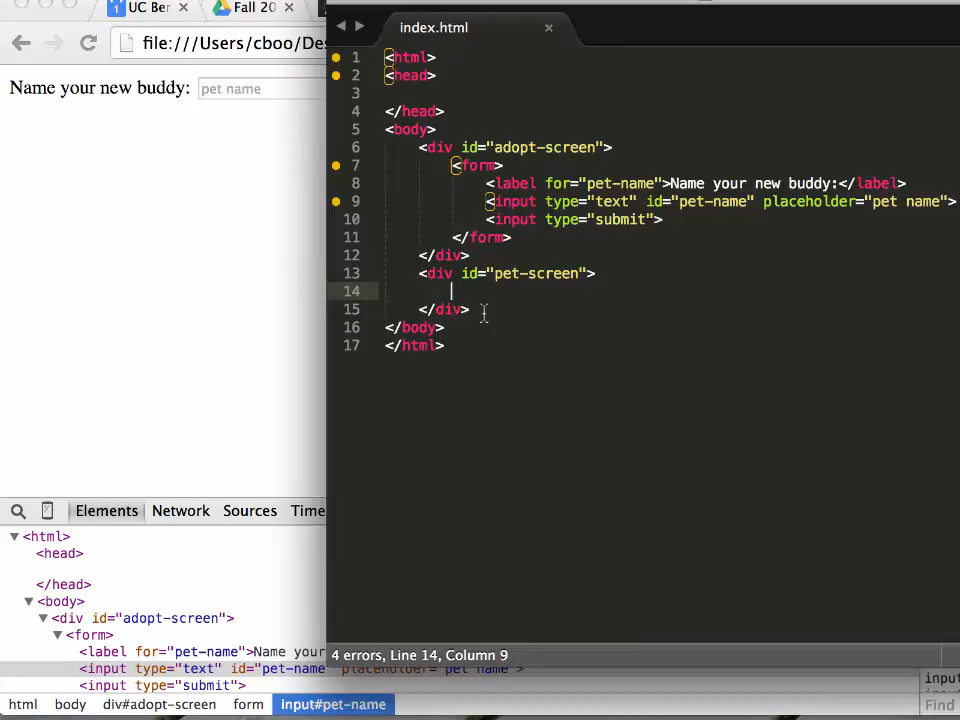 UC Ber
Fall 20
index.html
file:///Users/cboo/Des
Name your new buddy: pet name
1 <html>
2 <head>
3
4 </head>
5 <body>
6 <div id="adopt-screen">
7 <form>
8 <label for="pet-name">Name your new buddy:</label>
9 <input type="text" id="pet-name" placeholder="pet name">
10 <input type="submit">
11 </form>
12 </div>
13 <div id="pet-screen">
14
15 </div>
16 </body>
17 </html>
Elements Network Sources Time
<html>
<head>
</head>
<body>
<div id="adopt-screen">
<form>
<label for="pet-name">Name your
<input type="text" id="pet-name" placeholder="pet name">
<input type="submit">
4 errors, Line 14, Column 9
html body div#adopt-screen form input#pet-name
input
Find